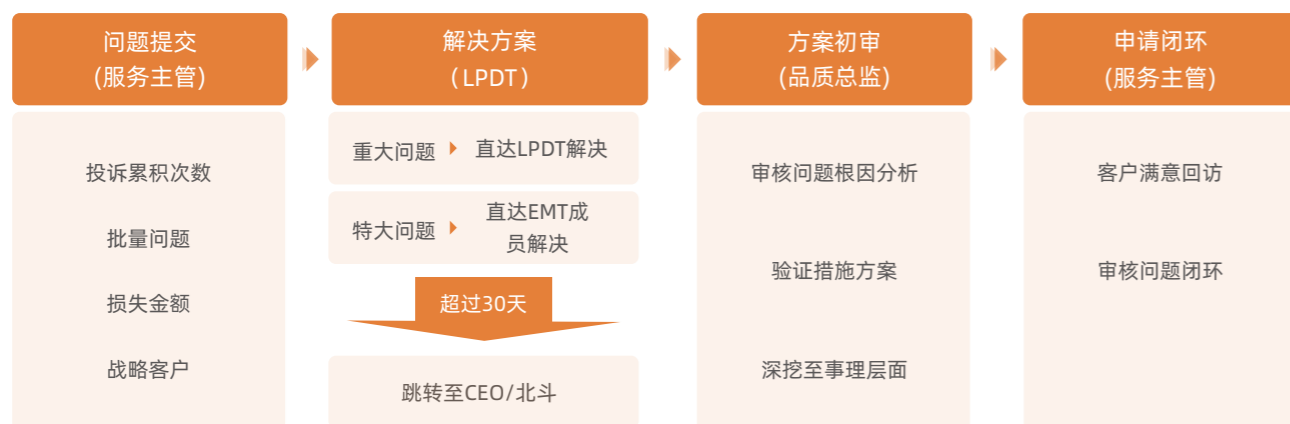 问题提交
(服务主管)
投诉累积次数
批量问题
损失金额
战略客户
解决方案
(LPDT)
重大问题 直达LPDT解决
特大问题 直达EMT成
员解决
超过30天
跳转至CEO/北斗
方案初审
(品质总监)
审核问题根因分析
验证措施方案
深挖至事理层面
申请闭环
(服务主管)
客户满意回访
审核问题闭环